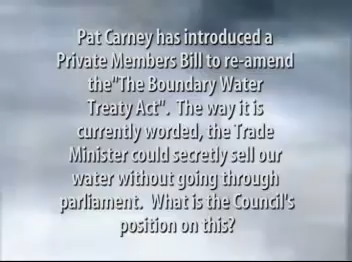 Pat Carney has introduced a
Private Members Bill to re-amend
the"The Boundary Water
Treaty Act".  The way it is
currently worded, the Trade
Minister could secretly sell our
water without going through
parliament.  What is the Council's
position on this?